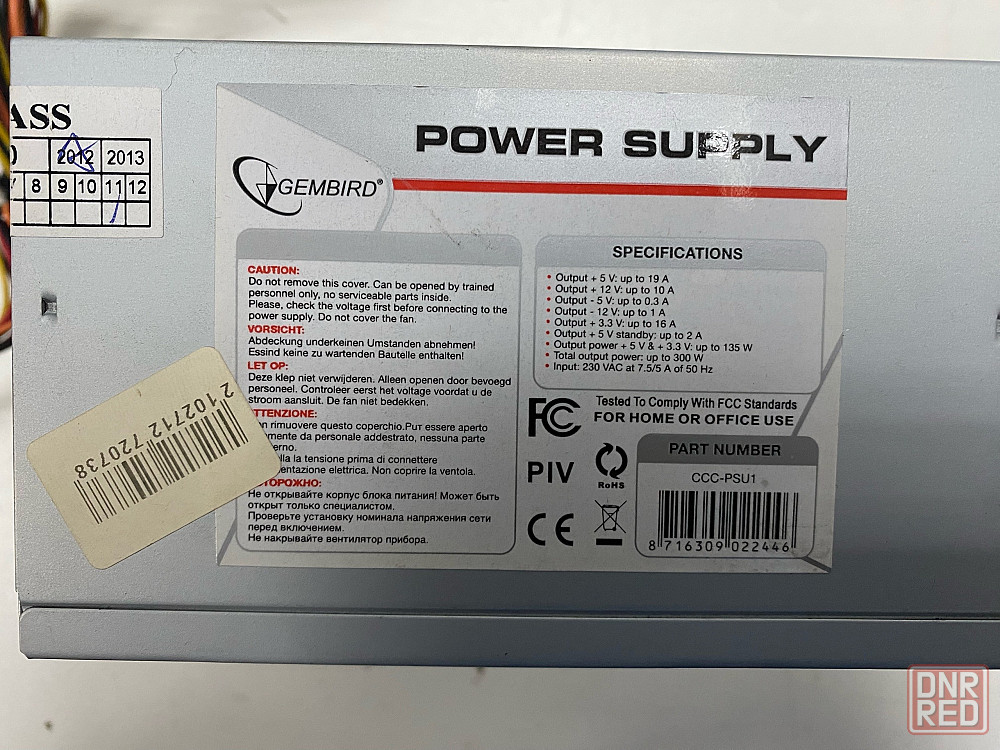 ASS
2012 2013
8 9 10 11 12
POWER SUPPLY
GEMBIRD®
CAUTION:
Do not remove this cover. Can be opened by trained
personnel only, no serviceable parts inside.
Please, check the voltage first before connecting to the
power supply. Do not cover the fan.
VORSICHT:
Abdeckung underkeinen Umstanden abnehmen!
Essind keine zu wartenden Bautelle enthalten!
LET OP:
Deze klep niet verwijderen. Alleen openen door bevoegd
personeel. Controleer eerst het voltage voordat u de
stroom aansluit. De fan niet bedekken.
TTENZIONE:
n rimuovere questo coperchio.Pur essere aperto
mente da personale addestrato, nessuna parte
erno.
lla la tensione prima di connettere
entazione elettrica. Non coprire la ventola.
СТОРОЖНО:
Не открывайте корпус блока питания! Может быть
открыт только специалистом.
Проверьте установку номинала напряжения сети
перед включением.
Не накрывайте вентилятор прибора.
SPECIFICATIONS
• Output + 5 V: up to 19 A
• Output + 12 V: up to 10 A
• Output - 5 V: up to 0.3 A
• Output - 12 V: up to 1 A
• Output + 3.3 V: up to 16 A
• Output + 5 V standby: up to 2 A
• Output power + 5 V & + 3.3 V: up to 135 W
• Total output power: up to 300 W
• Input: 230 VAC at 7.5/5 A of 50 Hz
FC Tested To Comply With FCC Standards
FOR HOME OR OFFICE USE
PIV
RoHS
CE
PART NUMBER
CCC-PSU1
8 716309 022446
2 102712 720738
DNR
RED